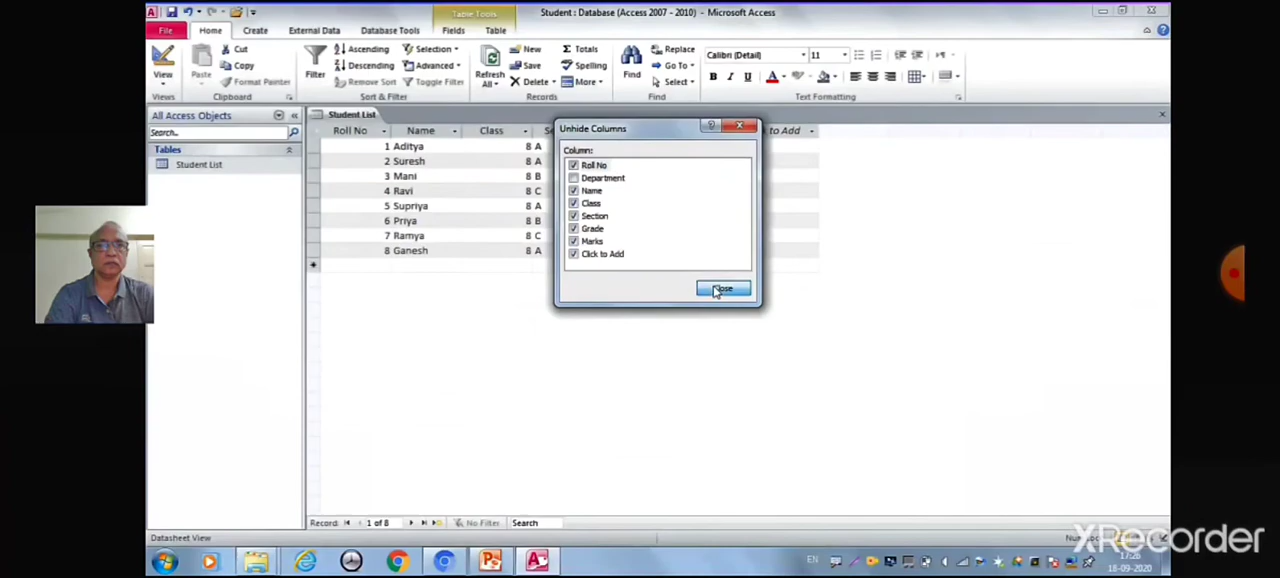 Table Tools
Student : Database (Access 2007 - 2010) - Microsoft Access
File Home Create External Data Database Tools Fields Table
View
Views
Paste
Cut
Copy
Format Painter
Clipboard
Filter
Ascending
Descending
Remove Sort
Selection
Advanced
Toggle Filter
Sort & Filter
Refresh
All
New
Save
Delete
Totals
Spelling
More
Records
Find
Replace
Go To
Select
Find
Calibri (Detail) 11
B I U A
Text Formatting
All Access Objects
Search...
Tables
Student List
Student List
Roll No Name Class to Add
1 Aditya 8 A
2 Suresh 8 A
3 Mani 8 B
4 Ravi 8 C
5 Supriya 8 A
6 Priya 8 B
7 Ramya 8 C
8 Ganesh 8 A
Unhide Columns
Column:
Roll No
Department
Name
Class
Section
Grade
Marks
Click to Add
Record: 1 of 8 No Filter Search
Datasheet View
EN
18-09-2020
XRecorder